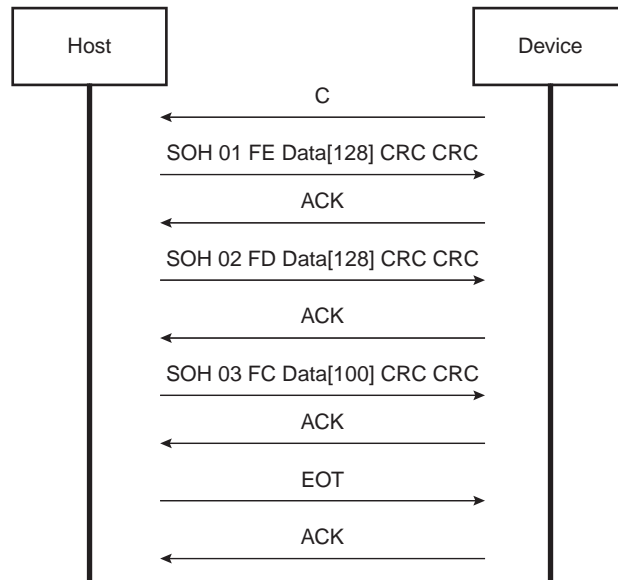 Host
Device
C
SOH 01 FE Data[128] CRC CRC
ACK
SOH 02 FD Data[128] CRC CRC
ACK
SOH 03 FC Data[100] CRC CRC
ACK
EOT
ACK